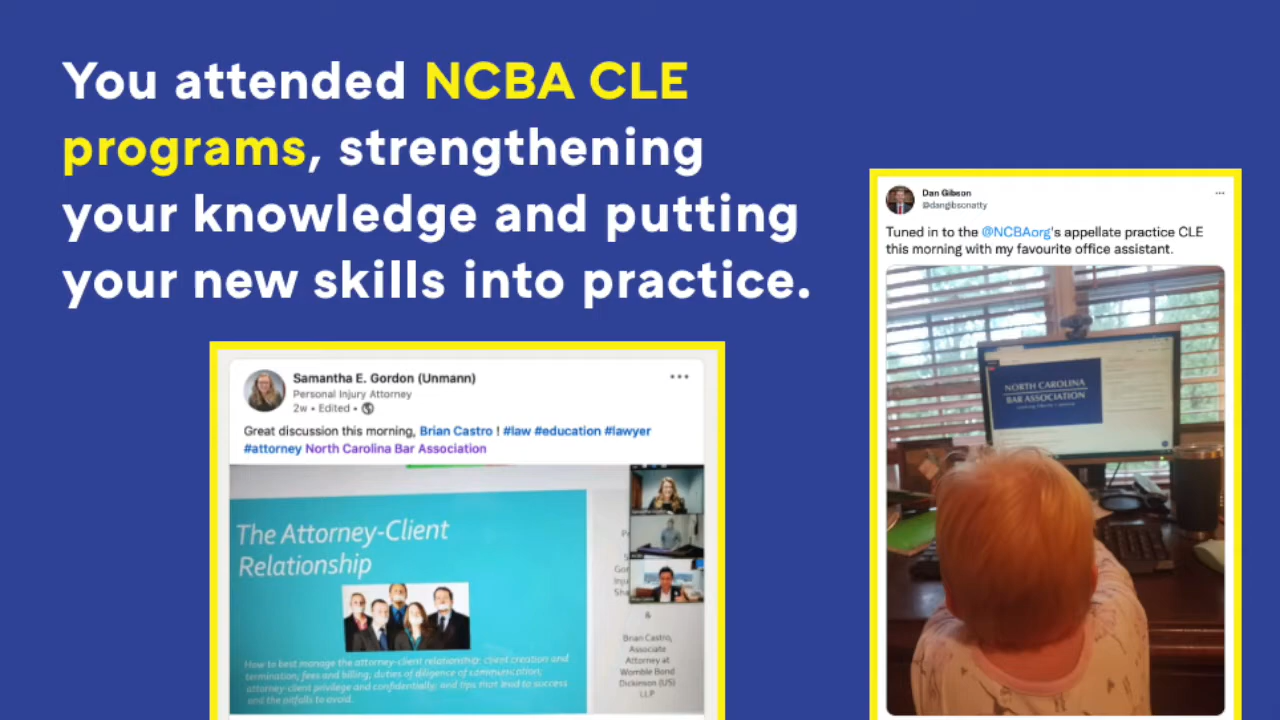 You attended NCBA CLE
programs, strengthening
your knowledge and putting
your new skills into practice.
Dan Gibson
@dangibsonatty
Tuned in to the @NCBAorg's appellate practice CLE
this morning with my favourite office assistant.
NORTH CAROLINA
BAR ASSOCIATION
Samantha E. Gordon (Unmann)
Personal Injury Attorney
2w • Edited •
Great discussion this morning, Brian Castro ! #law #education #lawyer
#attorney North Carolina Bar Association
The Attorney-Client
Relationship
How to best manage the attorney-client relationship: client creation and
termination; fees and billing; duties of diligence of communication;
attorney-client privilege and confidentiality; and tips that lead to success
and the pitfalls to avoid.
&
Brian Castro,
Associate
Attorney at
Womble Bond
Dickinson (US)
LLP